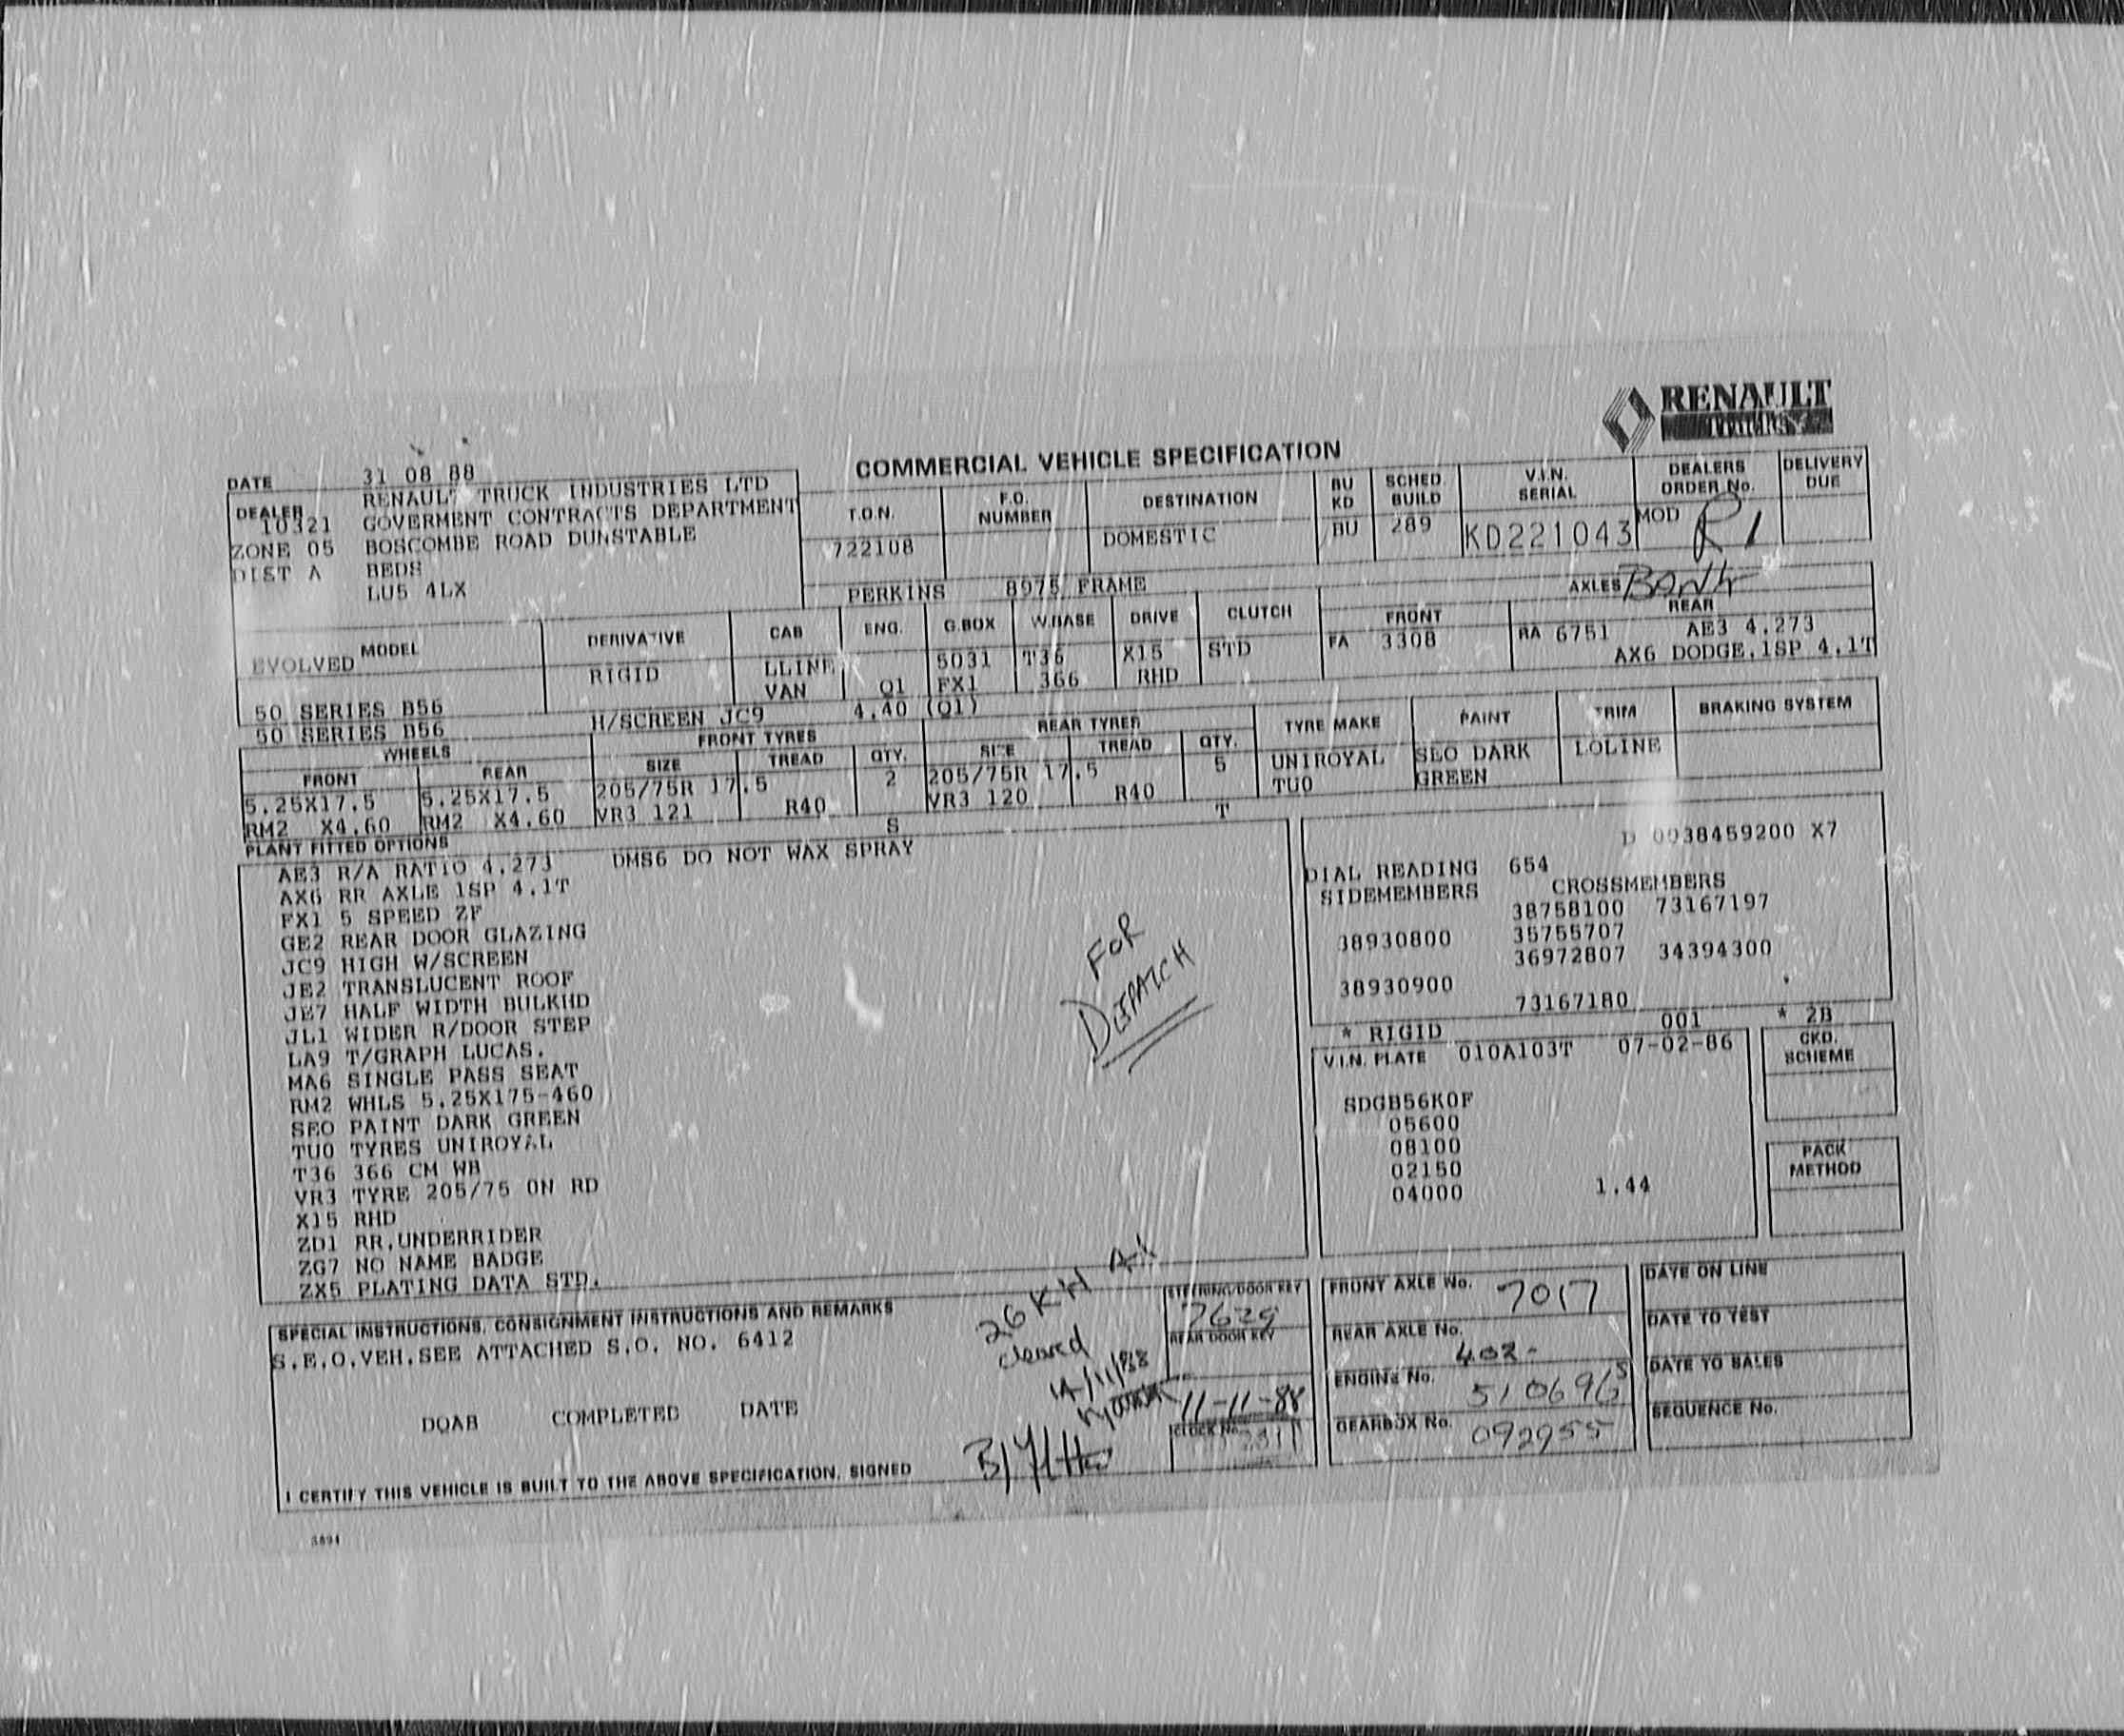 RENAULT
TRUCKS
COMMERCIAL VEHICLE SPECIFICATION
DATE 31 08 88
DEALER RENAULT TRUCK INDUSTRIES LTD
10321 GOVERMENT CONTRACTS DEPARTMENT
ZONE 05 BOSCOMBE ROAD DUNSTABLE
DIST A BEDS
LU5 4LX
T.O.N. F.O. NUMBER DESTINATION BU KD SCHED BUILD V.I.N. SERIAL DEALERS ORDER No. DELIVERY DUE
722108 DOMESTIC BU 289 KD221043 MOD R1
PERKINS 8975 FRAME
MODEL DERIVATIVE CAB ENG. G.BOX W.BASE DRIVE CLUTCH FRONT AXLES REAR
EVOLVED RIGID LLINE 5031 T36 X15 STD FA 3308 RA 6751 AE3 4.273
VAN Q1 FX1 366 RHD AX6 DODGE,1SP 4.1T
50 SERIES B56
50 SERIES B56 H/SCREEN JC9 4.40 (Q1)
WHEELS FRONT TYRES REAR TYRES TYRE MAKE PAINT TRIM BRAKING SYSTEM
FRONT REAR SIZE TREAD QTY. SIZE TREAD QTY.
5.25X17.5 5.25X17.5 205/75R 17.5 2 205/75R 17.5 5 UNIROYAL SEO DARK LOLINE
RM2 X4.60 RM2 X4.60 VR3 121 R40 VR3 120 R40 TU0 GREEN
S T
PLANT FITTED OPTIONS
AE3 R/A RATIO 4.273 DMS6 DO NOT WAX SPRAY
AX6 RR AXLE 1SP 4.1T
FX1 5 SPEED ZF
GE2 REAR DOOR GLAZING
JC9 HIGH W/SCREEN
JE2 TRANSLUCENT ROOF
JE7 HALF WIDTH BULKHD
JL1 WIDER R/DOOR STEP
LA9 T/GRAPH LUCAS.
MA6 SINGLE PASS SEAT
RM2 WHLS 5.25X175-460
SEO PAINT DARK GREEN
TU0 TYRES UNIROYAL
T36 366 CM WB
VR3 TYRE 205/75 ON RD
X15 RHD
ZD1 RR.UNDERRIDER
ZG7 NO NAME BADGE
ZX5 PLATING DATA STD.
FOR
DISPATCH
D 0038459200 X7
DIAL READING 654
SIDEMEMBERS CROSSMEMBERS
38758100 73167197
38930800 35755707
36972807 34394300
38930900
73167180
* RIGID 001 * 2B
V.I.N. PLATE 010A103T 07-02-86
SDGB56K0F
05600
08100
02150
04000 1.44
CKD. SCHEME
PACK METHOD
SPECIAL INSTRUCTIONS, CONSIGNMENT INSTRUCTIONS AND REMARKS
S.E.O.VEH.SEE ATTACHED S.O. NO. 6412
DOAB COMPLETED DATE
26 KH A1
cleared
14/11/88
I CERTIFY THIS VEHICLE IS BUILT TO THE ABOVE SPECIFICATION. SIGNED
STEERING/DOOR KEY
7629
REAR DOOR KEY
11-11-88
CLOCK No.
FRONT AXLE No. 7017
REAR AXLE No. 402-
ENGINE No.
GEARBOX No. 092955
DATE ON LINE
DATE TO TEST
DATE TO SALES
SEQUENCE No.